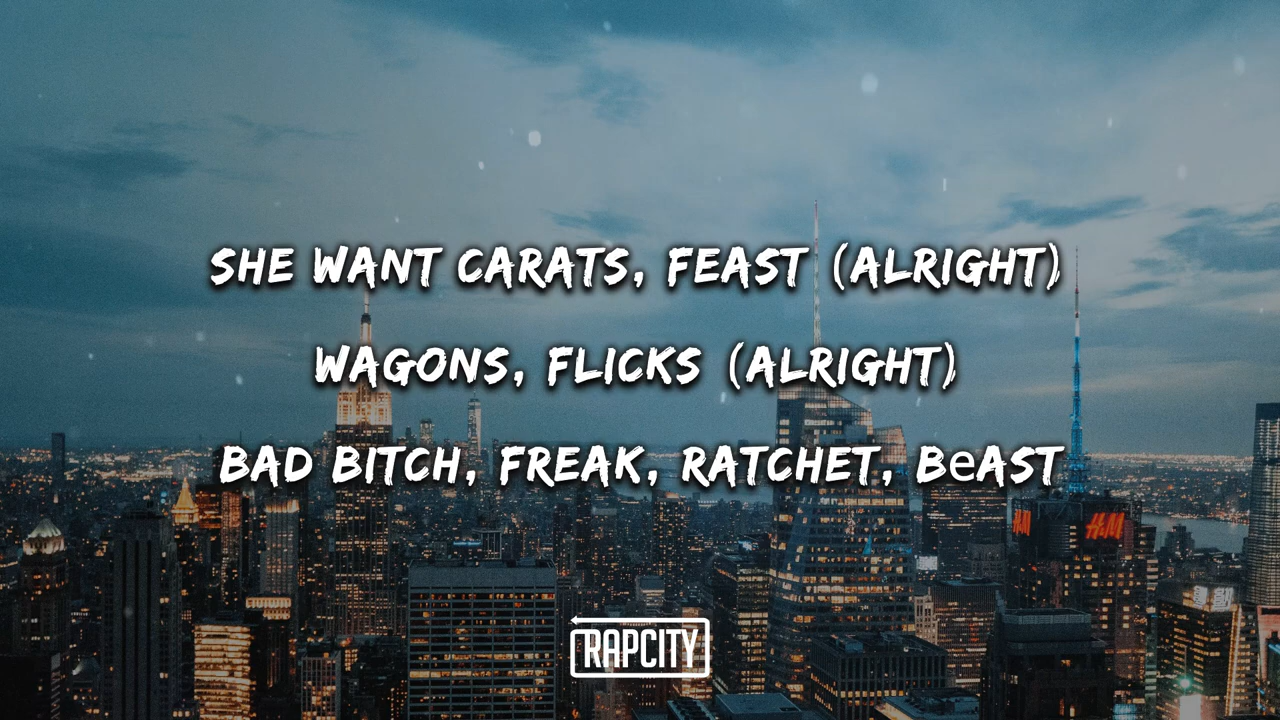 SHE WANT CARATS, FEAST (ALRIGHT)
WAGONS, FLICKS (ALRIGHT)
BAD BITCH, FREAK, RATCHET, BeAST
H&M
H&M
RAPCITY